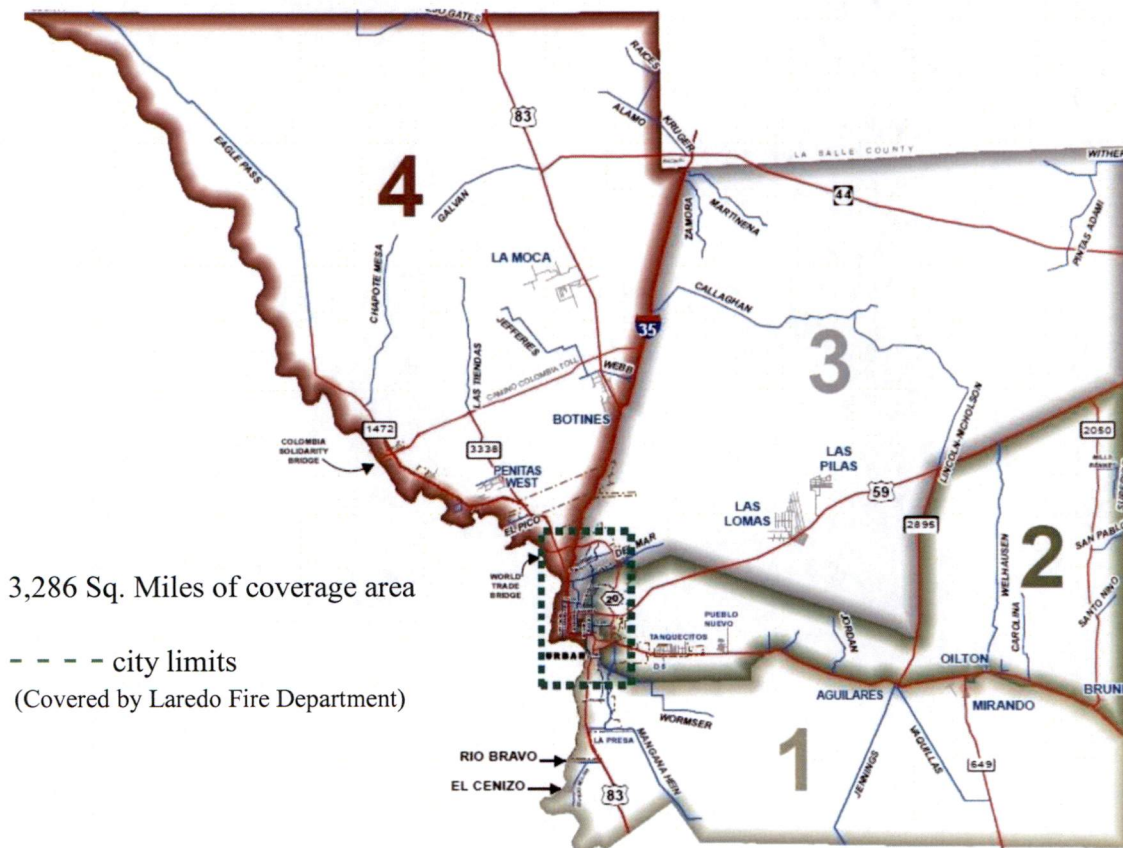 GATES
RAICES
ALAMO
KRUGER
83
LA SALLE COUNTY
EAGLE PASS
4
44
GALVAN
ZAMORA
MARTINENA
PINTAS ADAMI
LA MOCA
CHAPOTE MESA
CALLAGHAN
35
JEFFERIES
LAS TIENDAS
CAMINO COLOMBIA TOLL
WEBB
3
BOTINES
LINCOLN-NICHOLSON
1472
COLOMBIA
SOLIDARITY
BRIDGE
3338
PENITAS
WEST
2050
LAS
PILAS
59
LAS
LOMAS
EL PICO
2895
WELHAUSEN
2
SAN PABLO
DEL MAR
WORLD
TRADE
BRIDGE
3,286 Sq. Miles of coverage area
20
PUEBLO
NUEVO
JORDAN
CAROLINA
SANTO NINO
TANQUECITOS
URBAN
D5
OILTON
- - - - - city limits
(Covered by Laredo Fire Department)
AGUILARES
MIRANDO
BRUNI
WORMSER
LA PRESA
MANGANA HEIN
1
VAQUILLAS
JENNINGS
649
RIO BRAVO
EL CENIZO
83